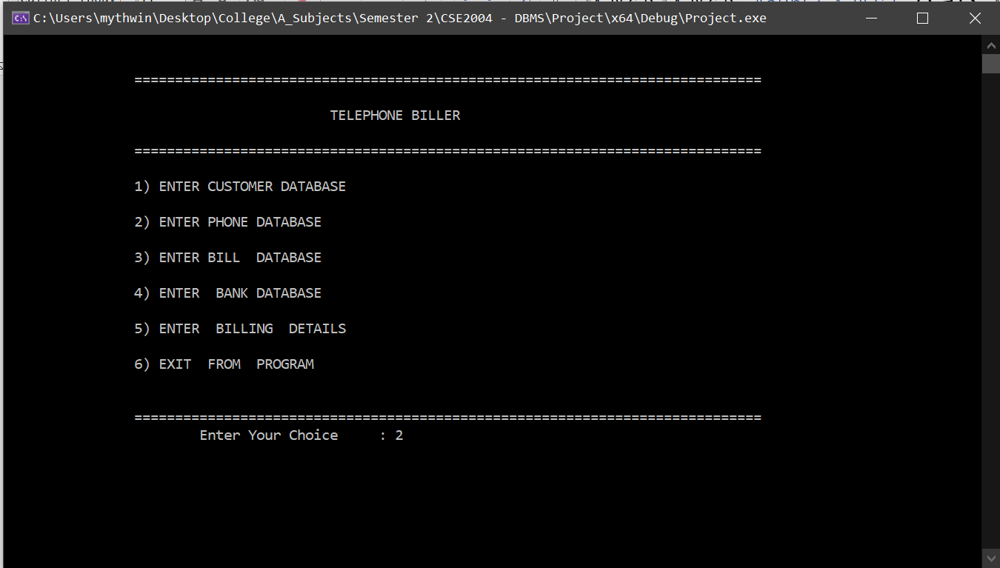 C:\Users\mythwin\Desktop\College\A_Subjects\Semester 2\CSE2004 - DBMS\Project\x64\Debug\Project.exe
=============================================================================
TELEPHONE BILLER
=============================================================================
1) ENTER CUSTOMER DATABASE
2) ENTER PHONE DATABASE
3) ENTER BILL  DATABASE
4) ENTER  BANK DATABASE
5) ENTER  BILLING  DETAILS
6) EXIT  FROM  PROGRAM
=============================================================================
Enter Your Choice     : 2